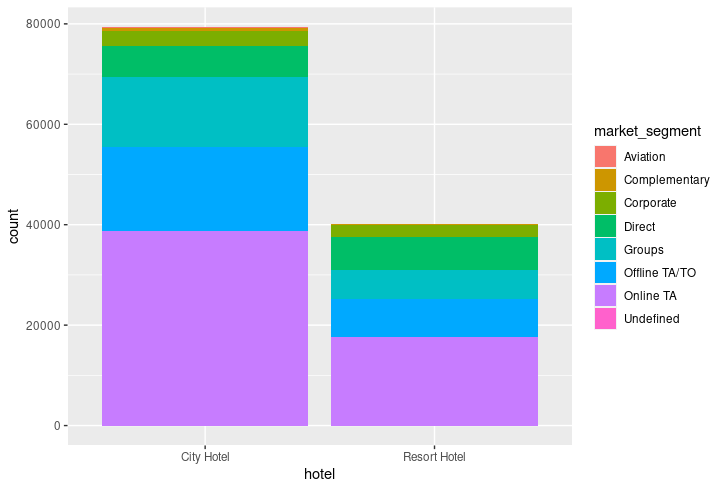 80000
60000
40000
20000
0
count
City Hotel
Resort Hotel
hotel
market_segment
Aviation
Complementary
Corporate
Direct
Groups
Offline TA/TO
Online TA
Undefined